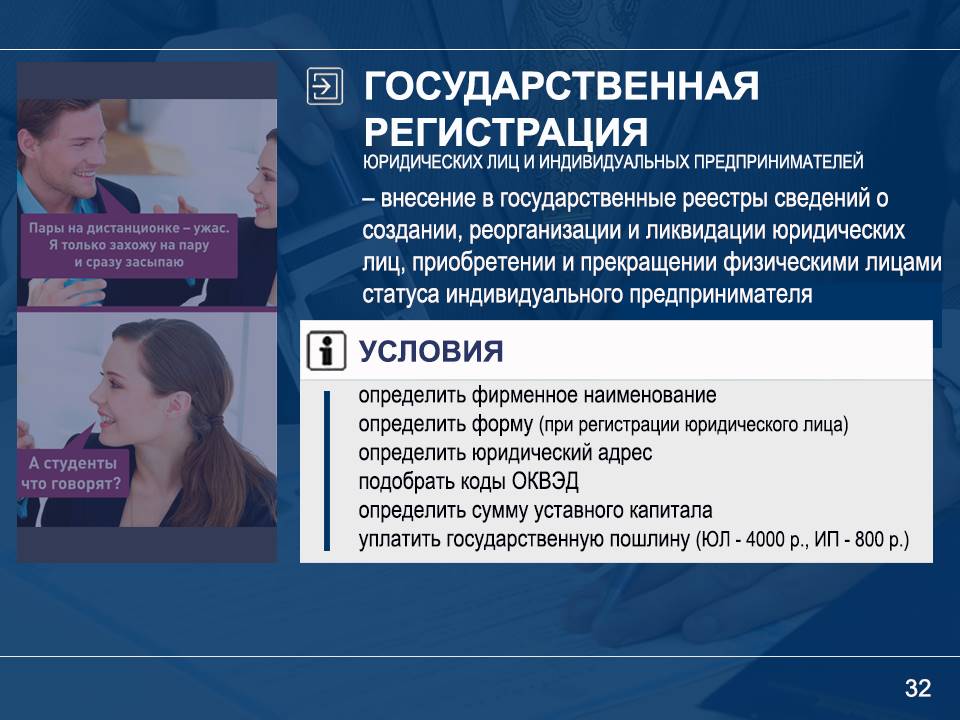 ГОСУДАРСТВЕННАЯ
РЕГИСТРАЦИЯ
ЮРИДИЧЕСКИХ ЛИЦ И ИНДИВИДУАЛЬНЫХ ПРЕДПРИНИМАТЕЛЕЙ
– внесение в государственные реестры сведений о
создании, реорганизации и ликвидации юридических
лиц, приобретении и прекращении физическими лицами
статуса индивидуального предпринимателя
Пары на дистанционке – ужас.
Я только захожу на пару
и сразу засыпаю
А студенты
что говорят?
УСЛОВИЯ
определить фирменное наименование
определить форму (при регистрации юридического лица)
определить юридический адрес
подобрать коды ОКВЭД
определить сумму уставного капитала
уплатить государственную пошлину (ЮЛ - 4000 р., ИП - 800 р.)
32